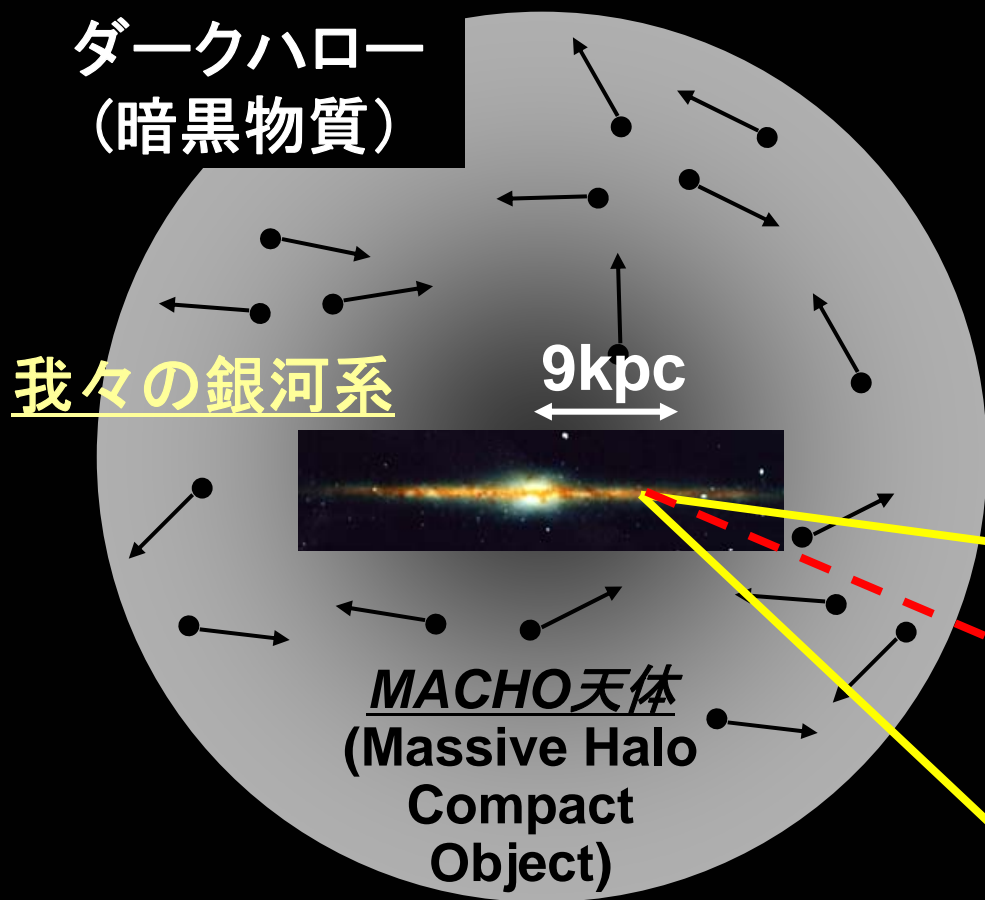 ダークハロー
（暗黒物質）
9kpc
我々の銀河系
MACHO天体
(Massive Halo
Compact
Object)